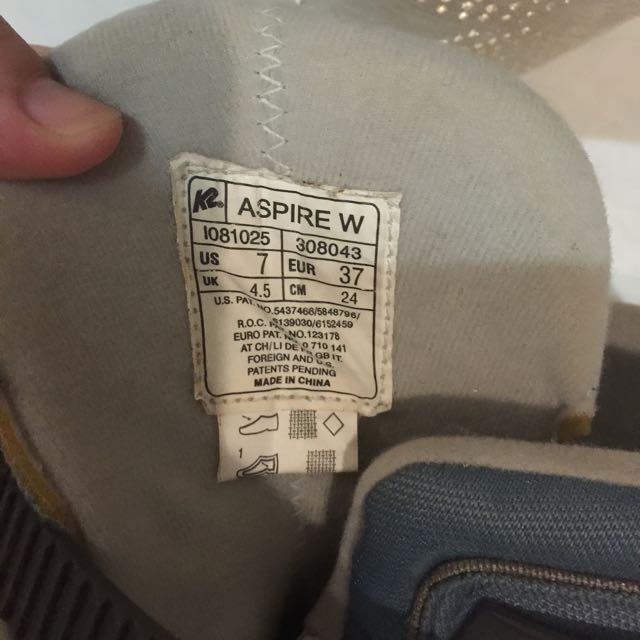 K2 ASPIRE W
I081025 308043
US 7 EUR 37
UK 4.5 CM 24
U.S. PAT.NO.5437466/5848796/
R.O.C. #139030/6152459
EURO PAT. NO.123178
AT CH/LI DE 0 710 141
FOREIGN AND GB IT.
PATENTS PENDING
MADE IN CHINA
1